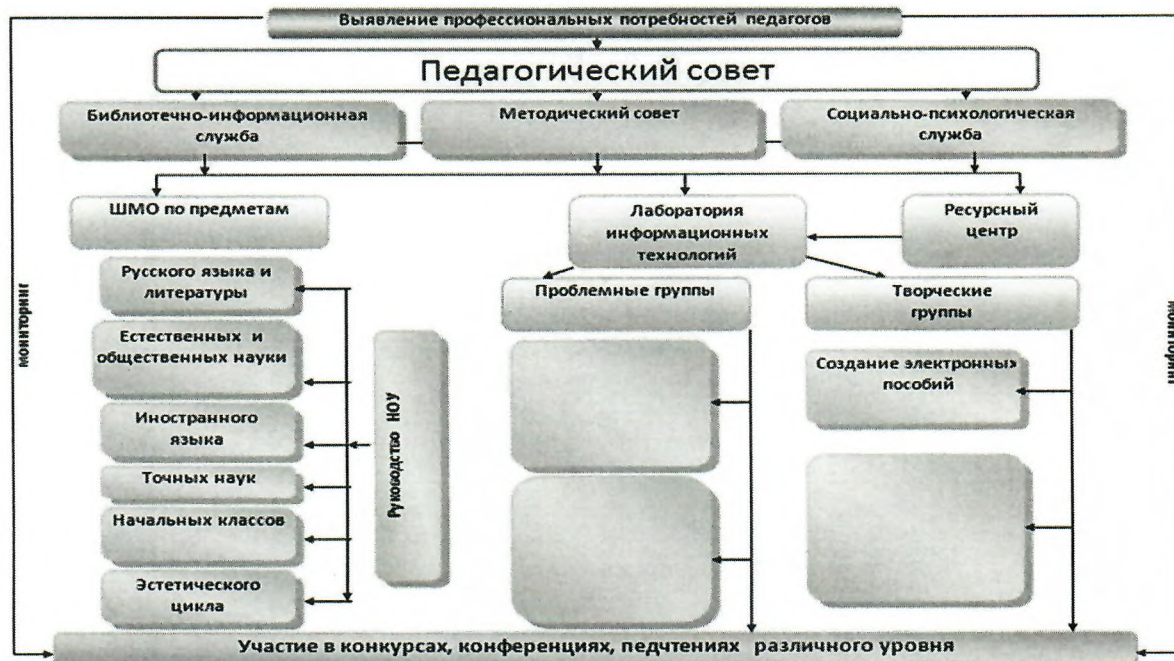 Выявление профессиональных потребностей педагогов
Педагогический совет
Библиотечно-информационная
служба
Методический совет
Социально-психологическая
служба
ШМО по предметам
Лаборатория
информационных
технологий
Ресурсный
центр
Русского языка и
литературы
Проблемные группы
Творческие
группы
Естественных и
общественных науки
Создание электронных
пособий
Иностранного
языка
Точных наук
Начальных классов
Эстетического
цикла
Руководство НОУ
мониторинг
мониторинг
Участие в конкурсах, конференциях, педчтениях различного уровня